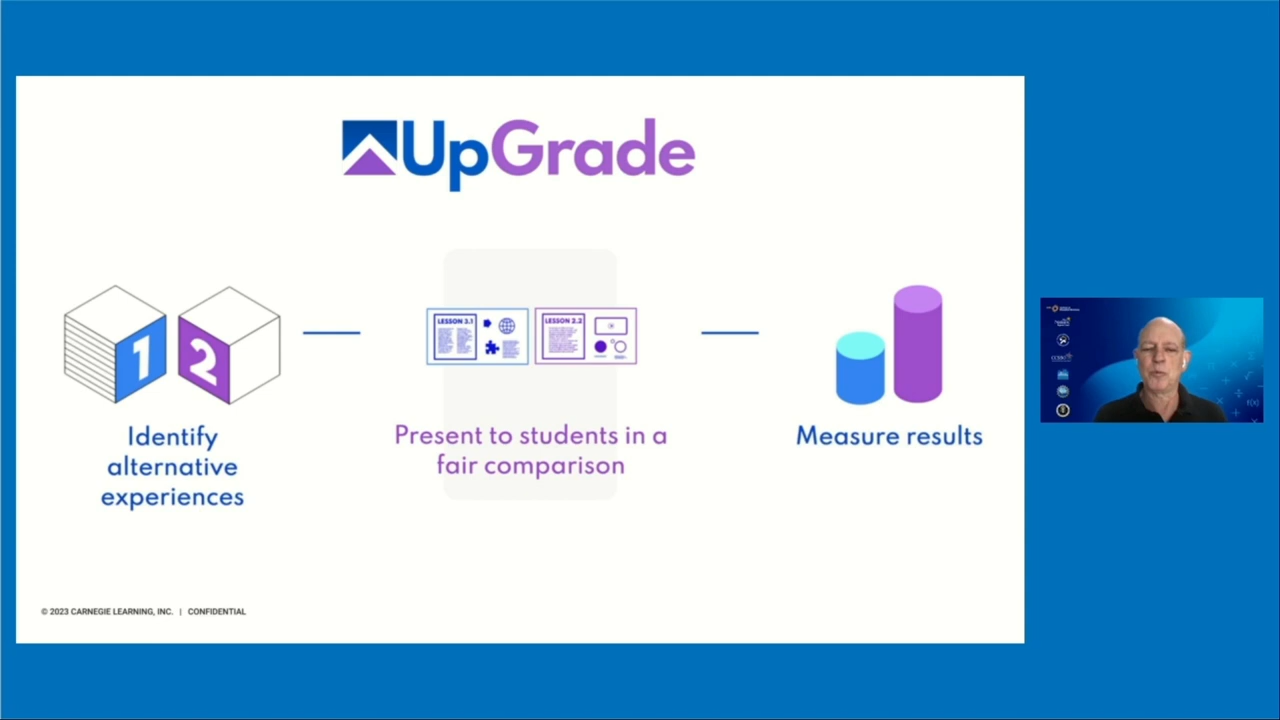 UpGrade
1
2
LESSON 3.1
LESSON 2.2
Identify
alternative
experiences
Present to students in a
fair comparison
Measure results
© 2023 CARNEGIE LEARNING, INC. | CONFIDENTIAL
f(x)